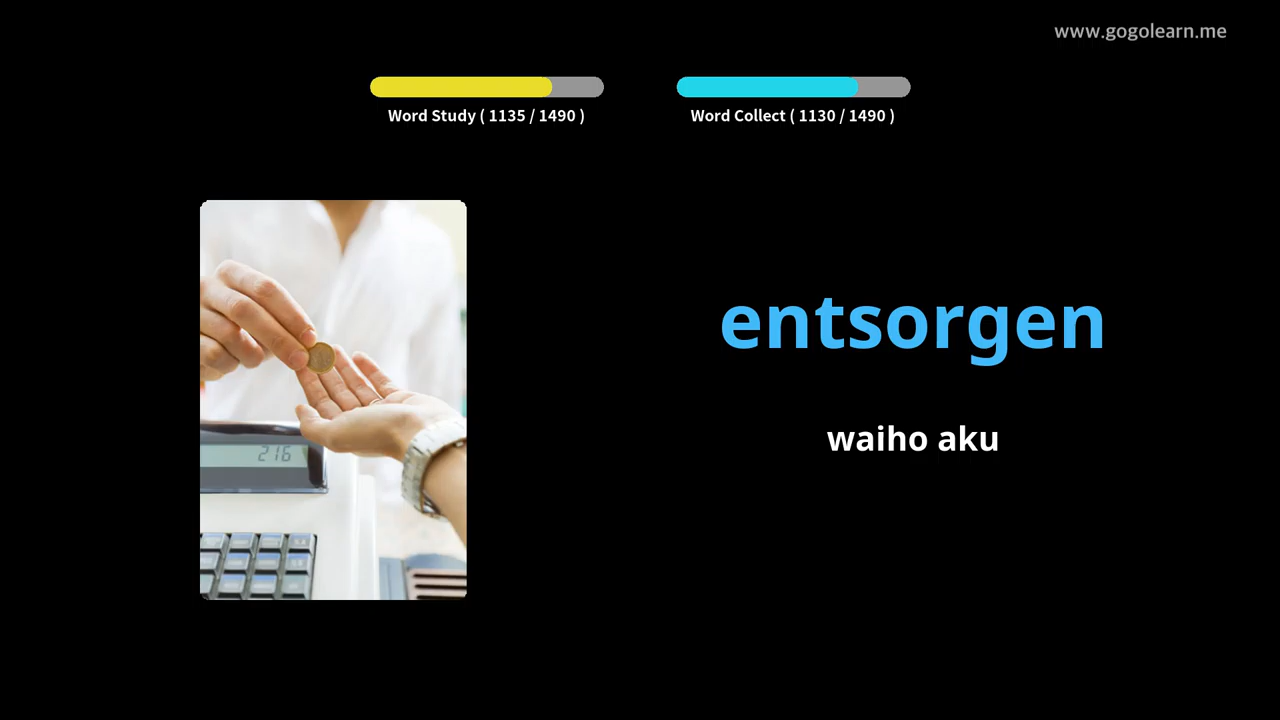 www.gogolearn.me
Word Study ( 1135 / 1490 )
Word Collect ( 1130 / 1490 )
216
entsorgen
waiho aku